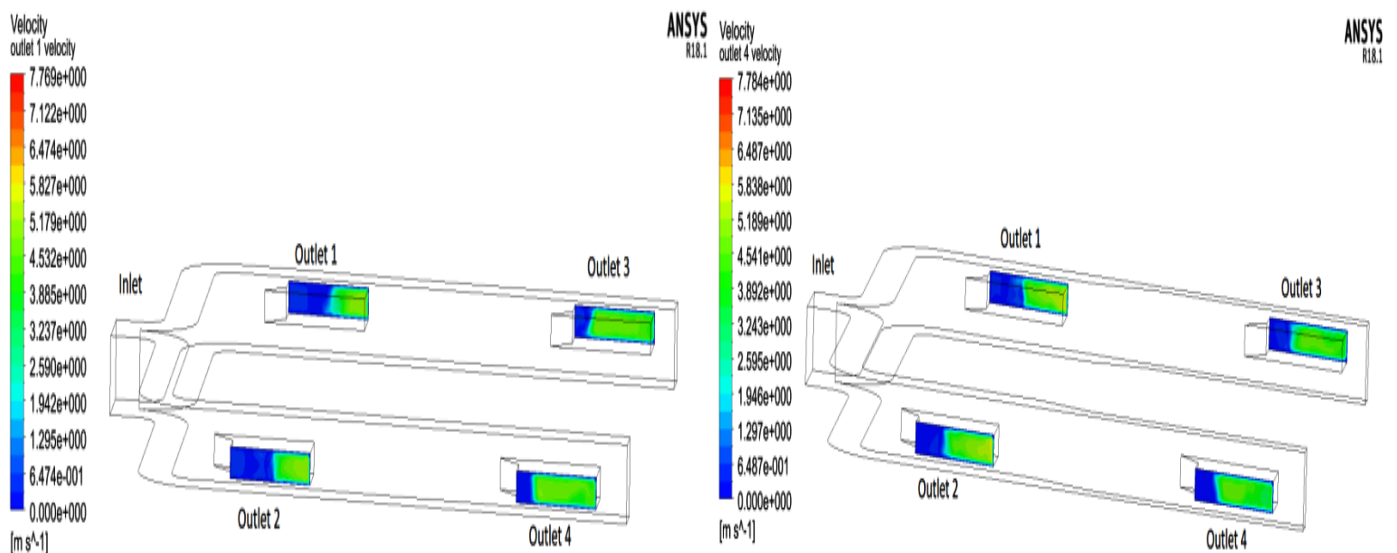 Velocity
outlet 1 velocity
ANSYS
R18.1
7.769e+000
7.122e+000
6.474e+000
5.827e+000
5.179e+000
4.532e+000
3.885e+000
3.237e+000
2.590e+000
1.942e+000
1.295e+000
6.474e-001
0.000e+000
[m s^-1]
Inlet
Outlet 1
Outlet 3
Outlet 2
Outlet 4
Velocity
outlet 4 velocity
ANSYS
R18.1
7.784e+000
7.135e+000
6.487e+000
5.838e+000
5.189e+000
4.541e+000
3.892e+000
3.243e+000
2.595e+000
1.946e+000
1.297e+000
6.487e-001
0.000e+000
[m s^-1]
Inlet
Outlet 1
Outlet 3
Outlet 2
Outlet 4